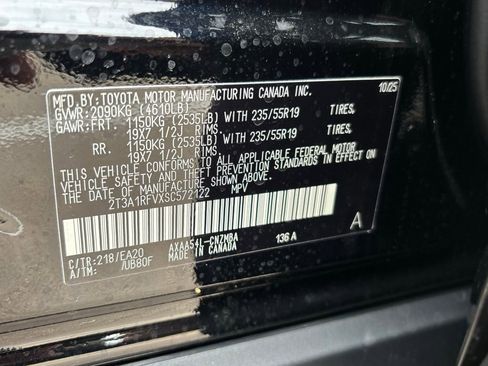 MFD.BY:TOYOTA MOTOR MANUFACTURING CANADA INC. 10/25
GVWR:2090KG (4610LB)
GAWR:FRT. 1150KG (2535LB) WITH 235/55R19 TIRES,
19X7 1/2J RIMS.
RR. 1150KG (2535LB) WITH 235/55R19 TIRES,
19X7 1/2J RIMS.
THIS VEHICLE CONFORMS TO ALL APPLICABLE FEDERAL MOTOR
VEHICLE SAFETY AND THEFT PREVENTION STANDARDS IN EFFECT ON
THE DATE OF MANUFACTURE SHOWN ABOVE.
2T3A1RFVXSC572122 MPV
C/TR:218/EA20 AXAA54L-CNZMBA 136A A
A/TM: /UB80F MADE IN CANADA